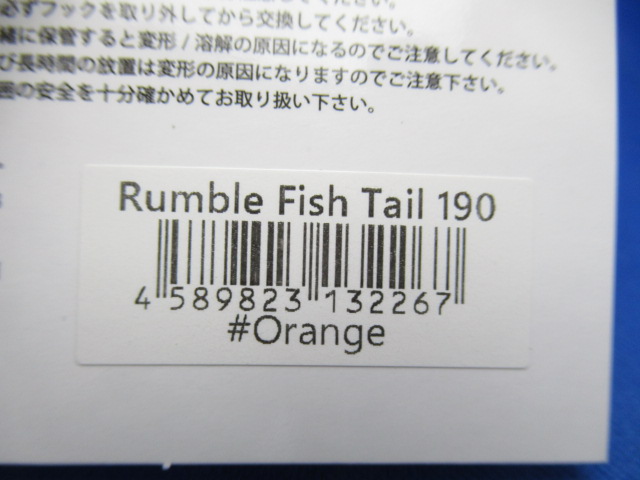 必ずフックを取り外してから交換してください。
緒に保管すると変形/溶解の原因になるのでご注意してください。
び長時間の放置は変形の原因になりますのでご注意下さい。
囲の安全を十分確かめてお取り扱い下さい。
Rumble Fish Tail 190
4 589823 132267
#Orange